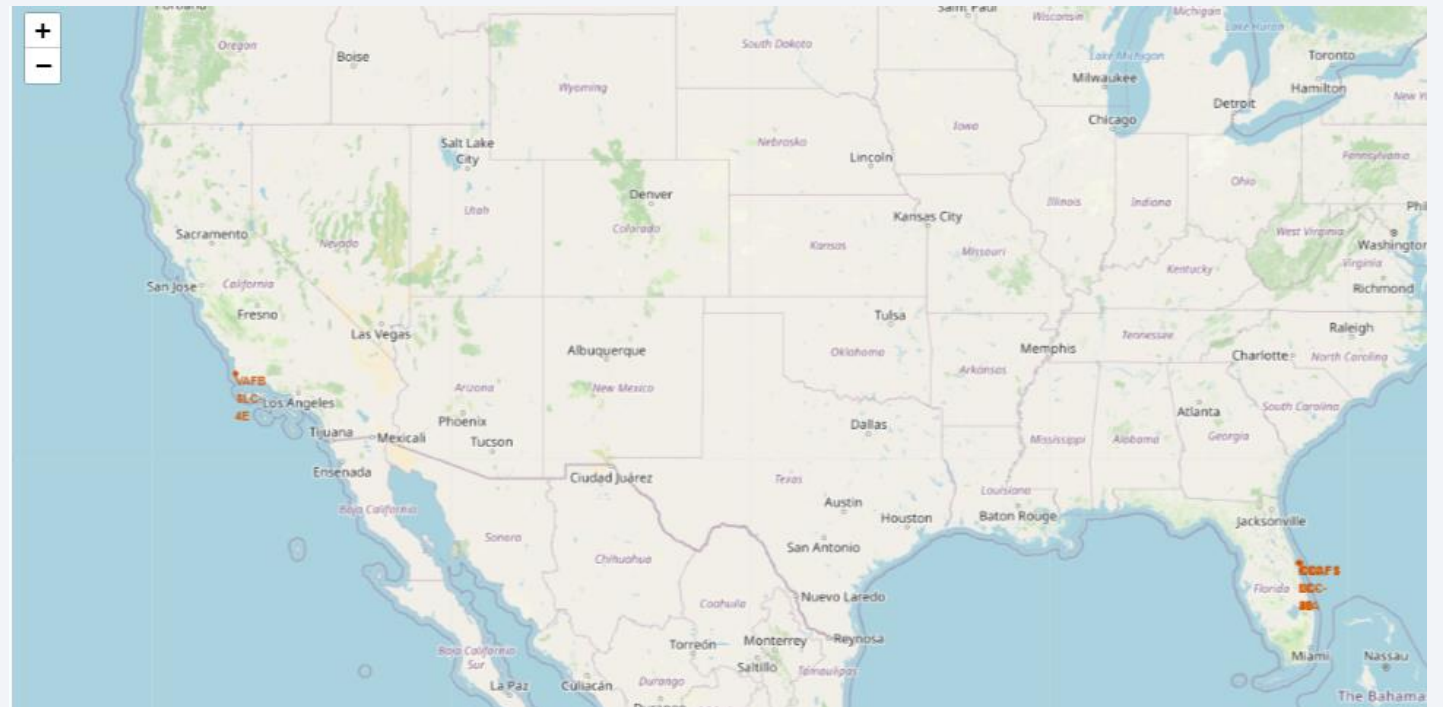 +
−
Portland
Saint Paul
Wisconsin
Michigan
Lake Huron
Oregon
Boise
South Dakota
Lake Michigan
Toronto
Wyoming
Milwaukee
Hamilton
Detroit
New Y
Chicago
Iowa
Salt Lake
City
Nebraska
Lincoln
Pennsylvania
Ohio
Denver
Utah
Illinois
Indiana
Phi
Kansas City
Colorado
Sacramento
Nevada
Kansas
Missouri
West Virginia
Washington
Virginia
Kentucky
San Jose
California
Richmond
Fresno
Tulsa
Las Vegas
Tennessee
Raleigh
Albuquerque
Oklahoma
Memphis
Charlotte
North Carolina
Arkansas
VAFB
SLC-
4E
Los Angeles
Arizona
New Mexico
Phoenix
Dallas
Atlanta
South Carolina
Tijuana
Mexicali
Tucson
Mississippi
Alabama
Georgia
Ensenada
Ciudad Juárez
Texas
Louisiana
Baja California
Austin
Houston
Baton Rouge
Jacksonville
Sonora
San Antonio
Chihuahua
Florida
Coahuila
Nuevo Laredo
Torreón
Monterrey
Reynosa
Baja California
Sur
Saltillo
Tamaulipas
Miami
Nassau
La Paz
Culiacán
Durango
The Bahama